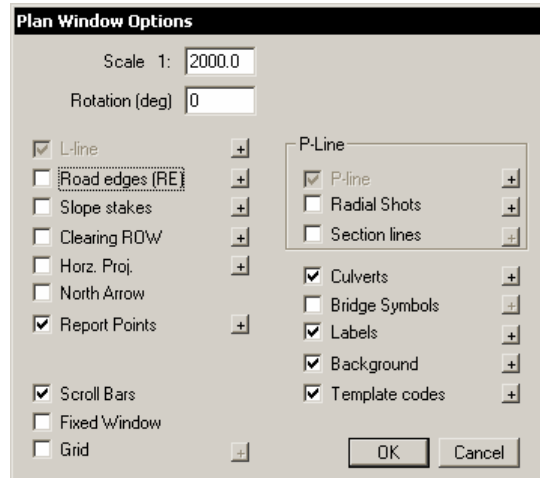 Plan Window Options
Scale 1: 2000.0
Rotation (deg) 0
L-line +
Road edges (RE) +
Slope stakes +
Clearing ROW +
Horz. Proj. +
North Arrow
Report Points +
Scroll Bars
Fixed Window
Grid +
P-Line
P-line +
Radial Shots +
Section lines +
Culverts +
Bridge Symbols +
Labels +
Background +
Template codes +
OK Cancel